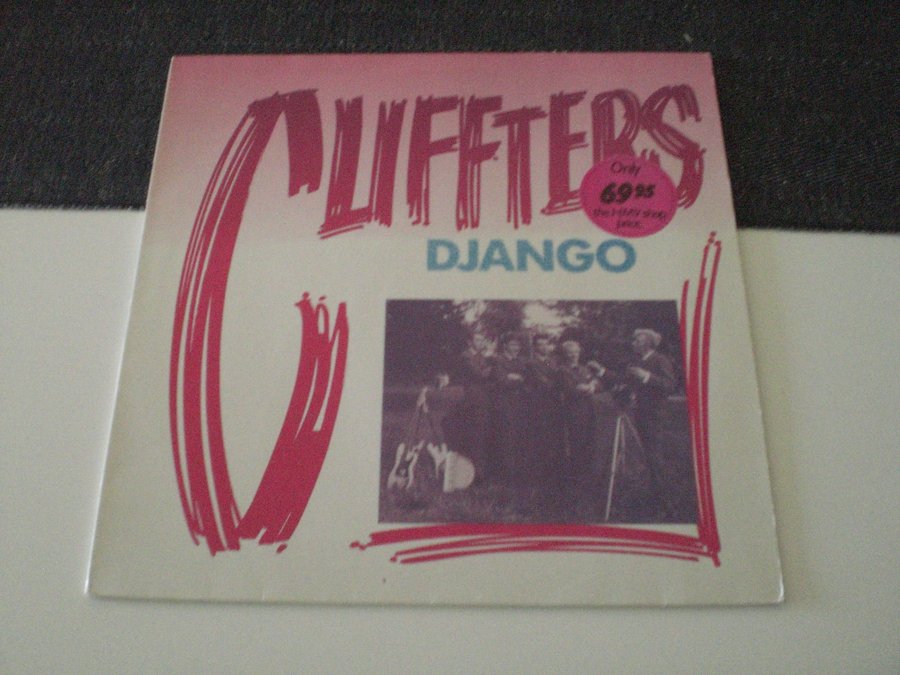 CLIFFTERS
DJANGO
Only
69.95
the HMV shop
price.